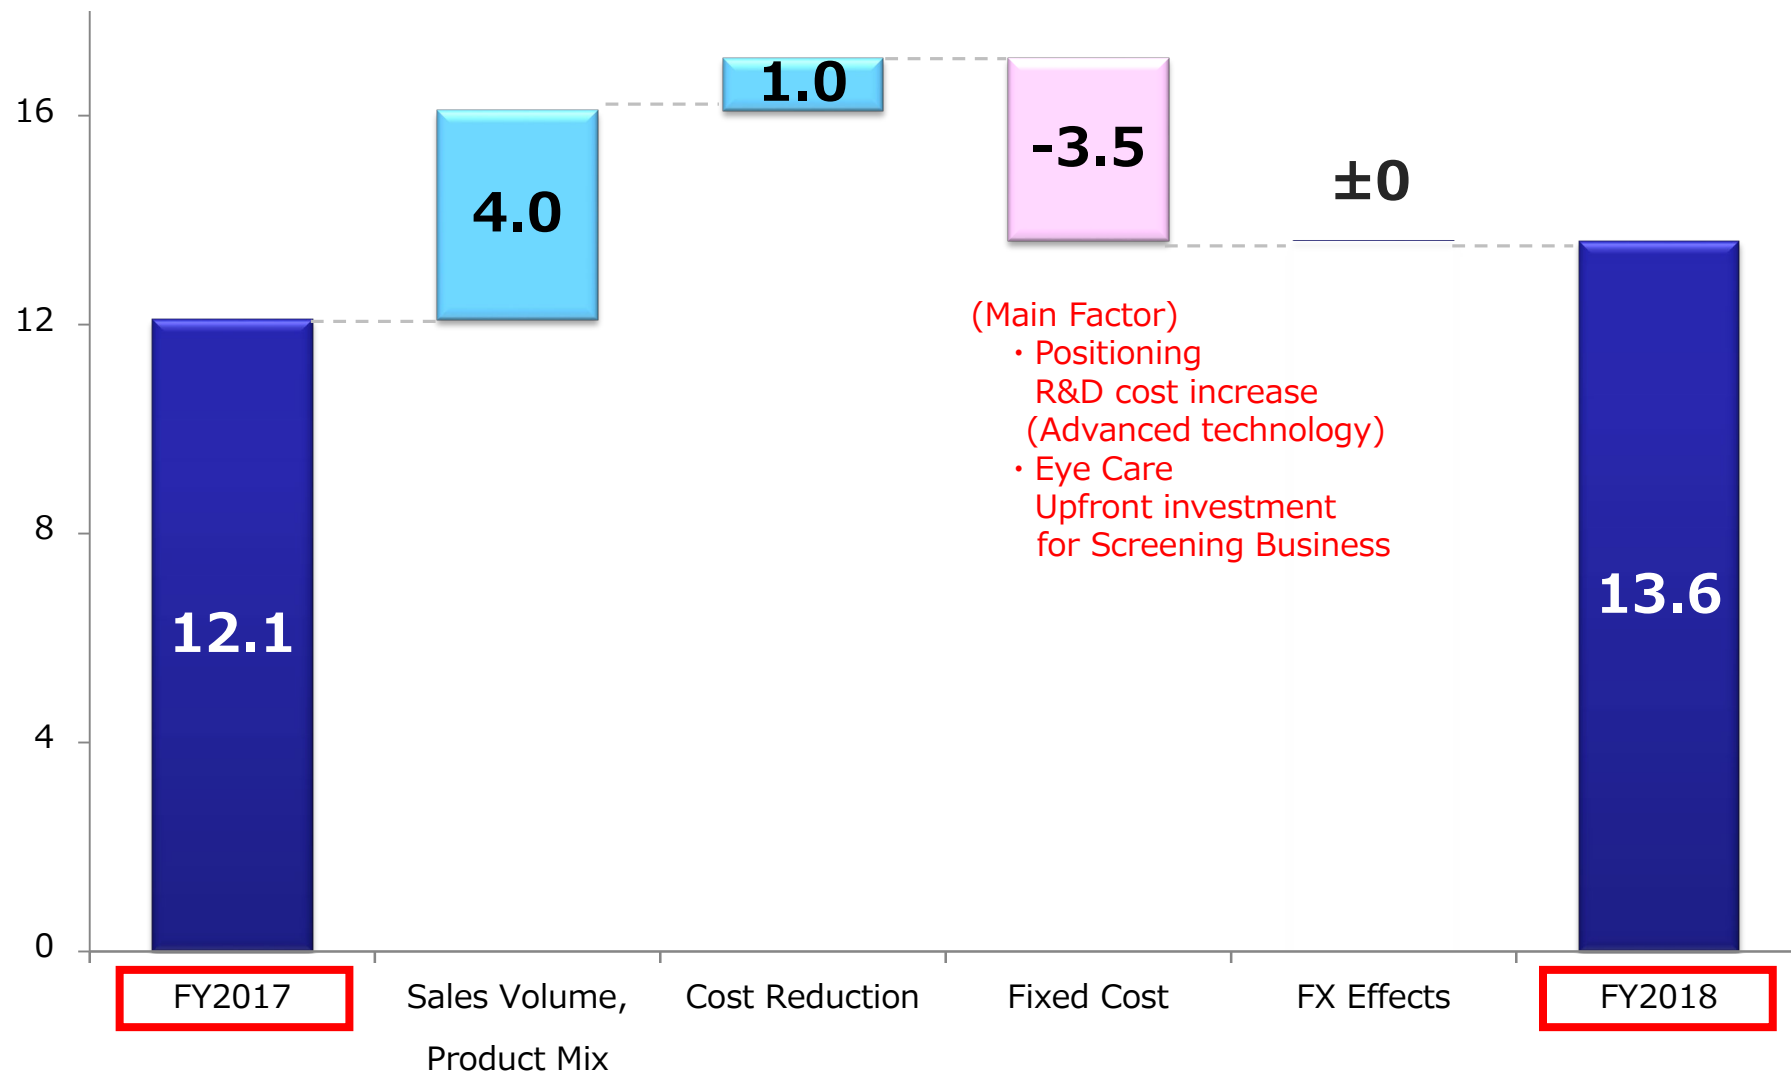 16
12
8
4
0
12.1
4.0
1.0
-3.5
±0
13.6
(Main Factor)
・Positioning
R&D cost increase
(Advanced technology)
・Eye Care
Upfront investment
for Screening Business
FY2017
Sales Volume,
Product Mix
Cost Reduction
Fixed Cost
FX Effects
FY2018